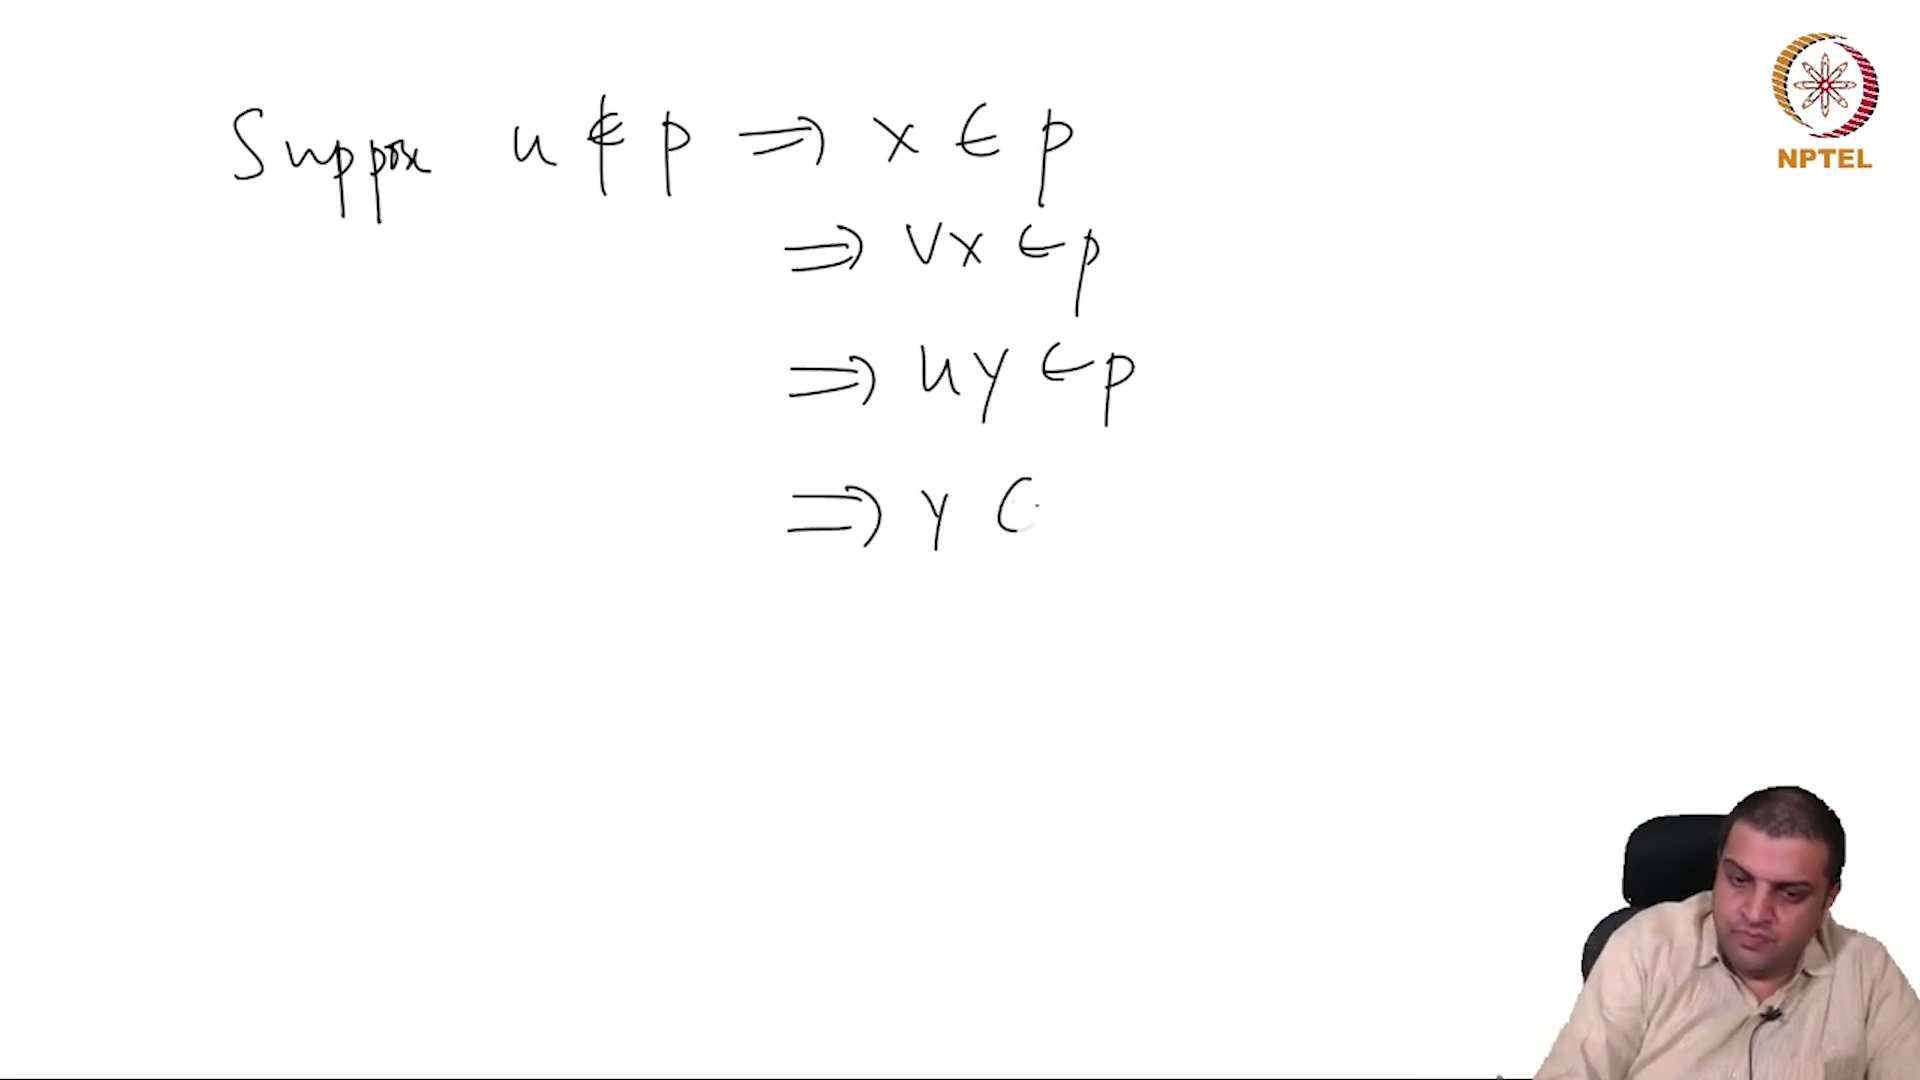 Suppose u ∉ p ⇒ x ∈ p
⇒ vx ∈ p
⇒ uy ∈ p
⇒ y
NPTEL